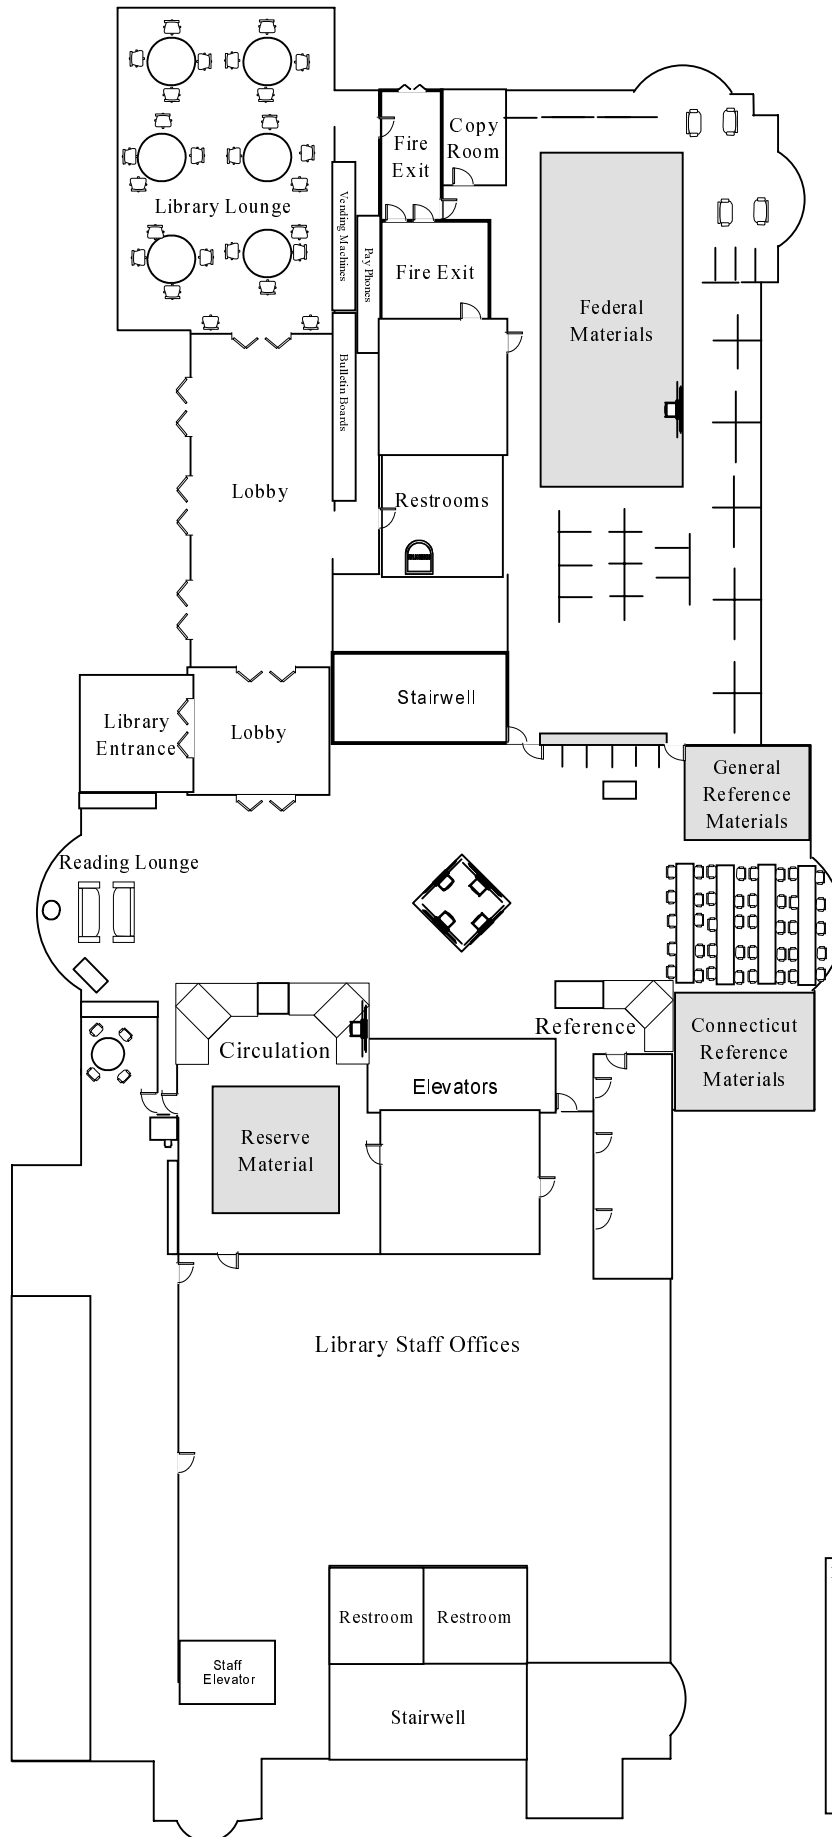 Copy
Room
Fire
Exit
Library Lounge
Vending Machines
Pay Phones
Fire Exit
Federal
Materials
Bulletin Boards
Lobby
Restrooms
Stairwell
Library
Entrance
Lobby
General
Reference
Materials
Reading Lounge
Reference
Circulation
Connecticut
Reference
Materials
Elevators
Reserve
Material
Library Staff Offices
Restroom
Restroom
Staff
Elevator
Stairwell